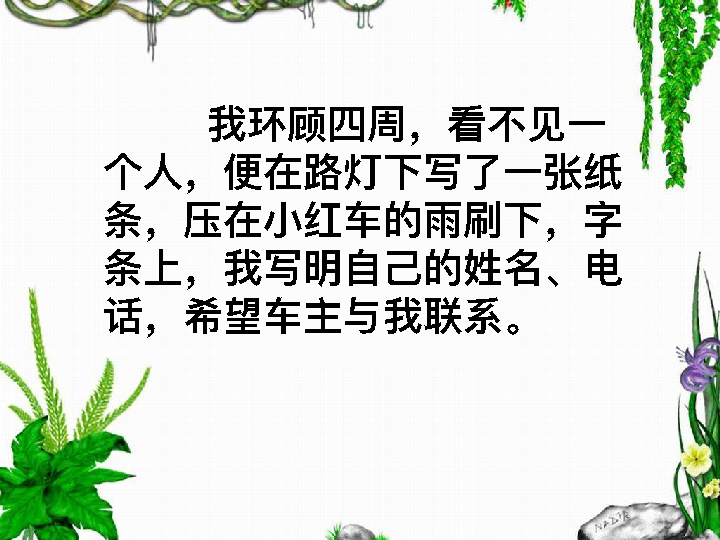 我环顾四周，看不见一
个人，便在路灯下写了一张纸
条，压在小红车的雨刷下，字
条上，我写明自己的姓名、电
话，希望车主与我联系。